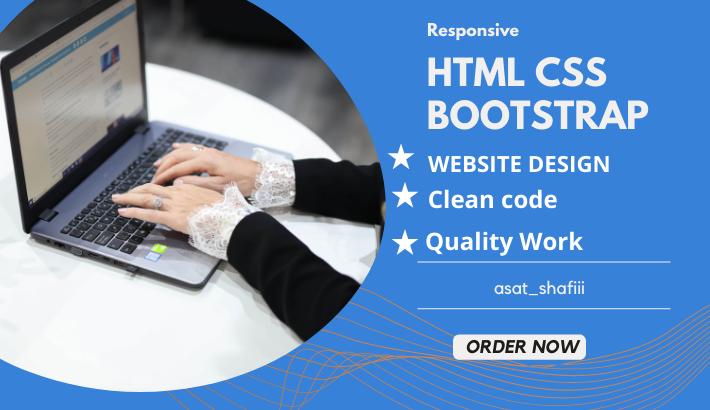 Responsive
HTML CSS
BOOTSTRAP
WEBSITE DESIGN
Clean code
Quality Work
asat_shafiii
ORDER NOW